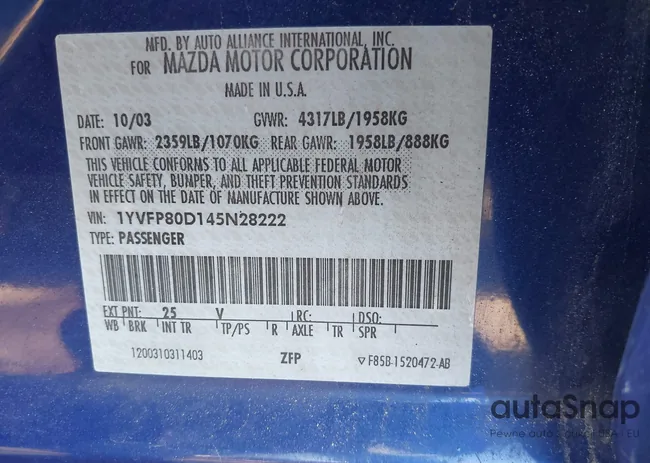 MFD. BY AUTO ALLIANCE INTERNATIONAL, INC.
FOR MAZDA MOTOR CORPORATION
MADE IN U.S.A.
DATE: 10/03 GVWR: 4317LB/1958KG
FRONT GAWR: 2359LB/1070KG REAR GAWR: 1958LB/888KG
THIS VEHICLE CONFORMS TO ALL APPLICABLE FEDERAL MOTOR
VEHICLE SAFETY, BUMPER, AND THEFT PREVENTION STANDARDS
IN EFFECT ON THE DATE OF MANUFACTURE SHOWN ABOVE.
VIN: 1YVFP80D145N28222
TYPE: PASSENGER
EXT PNT: 25 V RC: DSO:
WB BRK INT TR TP/PS R AXLE TR SPR
1200310311403 ZFP F85B-1520472-AB
autoSnap
Pewne auto EU